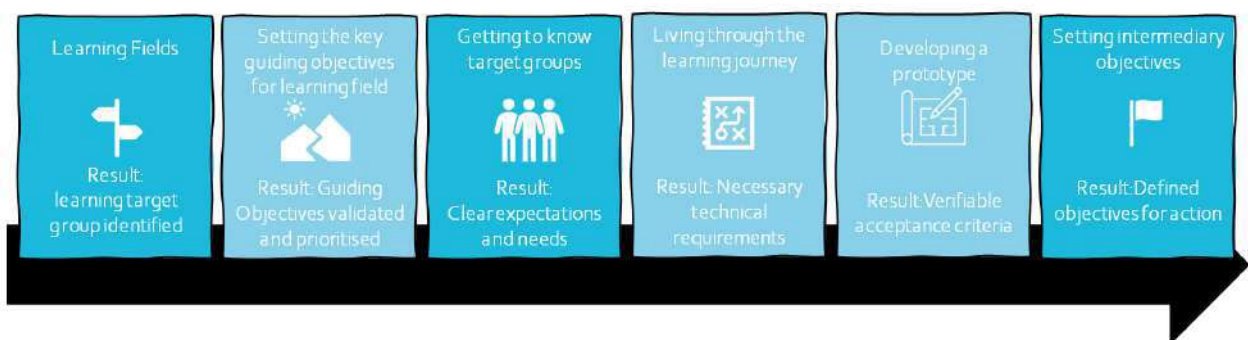 Learning Fields
Result:
learning target
group identified
Setting the key
guiding objectives
for learning field
Result: Guiding
Objectives validated
and prioritised
Getting to know
target groups
Result:
Clear expectations
and needs
Living through the
learning journey
Result: Necessary
technical
requirements
Developing a
prototype
Result:Verifiable
acceptance criteria
Setting intermediary
objectives
Result:Defined
objectives for action